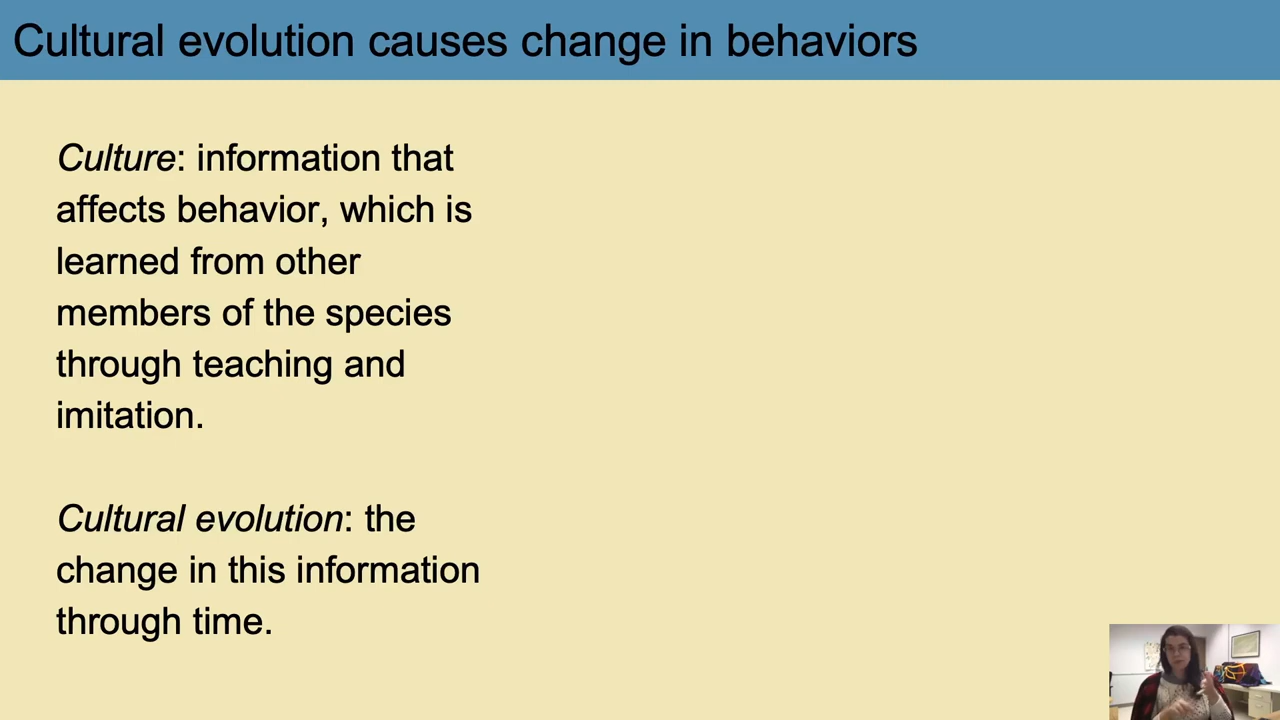 Cultural evolution causes change in behaviors
Culture: information that
affects behavior, which is
learned from other
members of the species
through teaching and
imitation.
Cultural evolution: the
change in this information
through time.